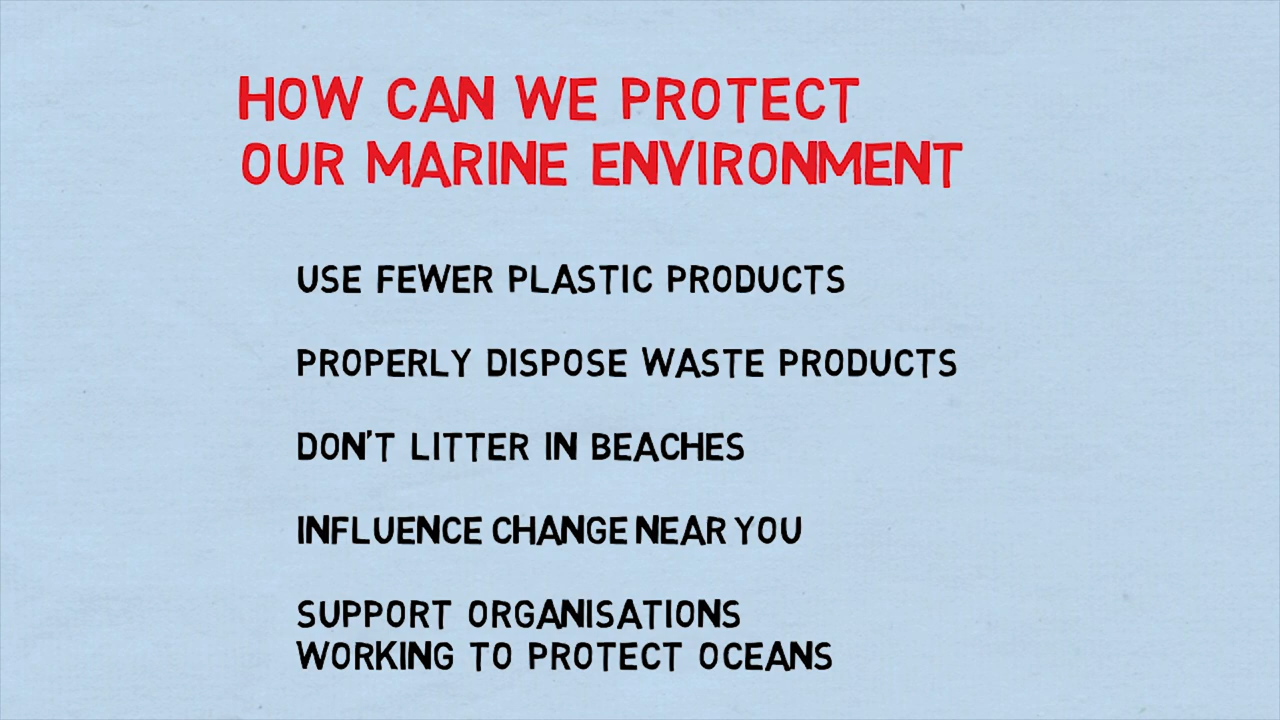 HOW CAN WE PROTECT
OUR MARINE ENVIRONMENT
USE FEWER PLASTIC PRODUCTS
PROPERLY DISPOSE WASTE PRODUCTS
DON'T LITTER IN BEACHES
INFLUENCE CHANGE NEAR YOU
SUPPORT ORGANISATIONS
WORKING TO PROTECT OCEANS